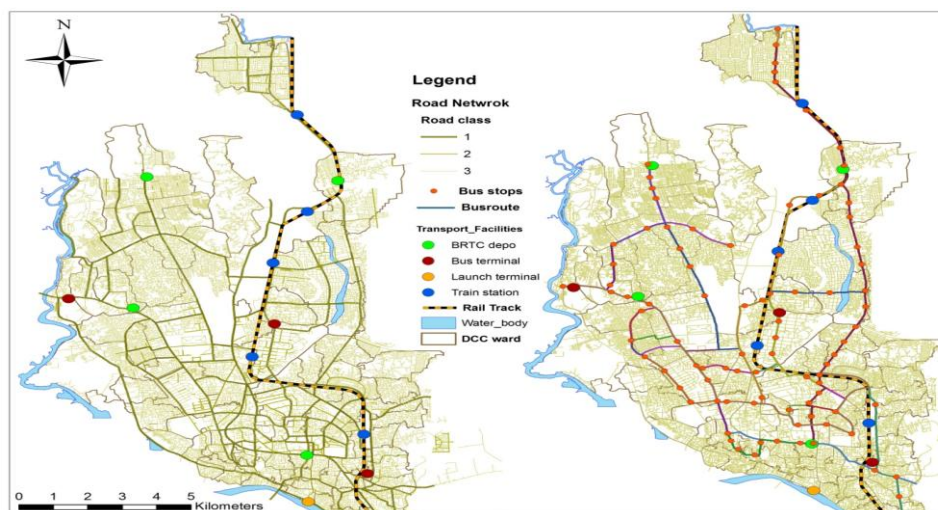 N
Legend
Road Netwrok
Road class
1
2
3
Bus stops
Busroute
Transport_Facilities
BRTC depo
Bus terminal
Launch terminal
Train station
Rail Track
Water_body
DCC ward
0 1 2 3 4 5
Kilometers